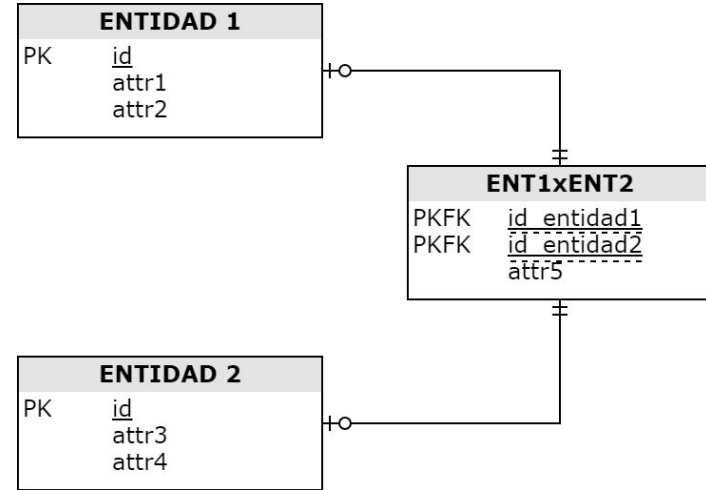 ENTIDAD 1
PK id
attr1
attr2
ENT1xENT2
PKFK id_entidad1
PKFK id_entidad2
attr5
ENTIDAD 2
PK id
attr3
attr4